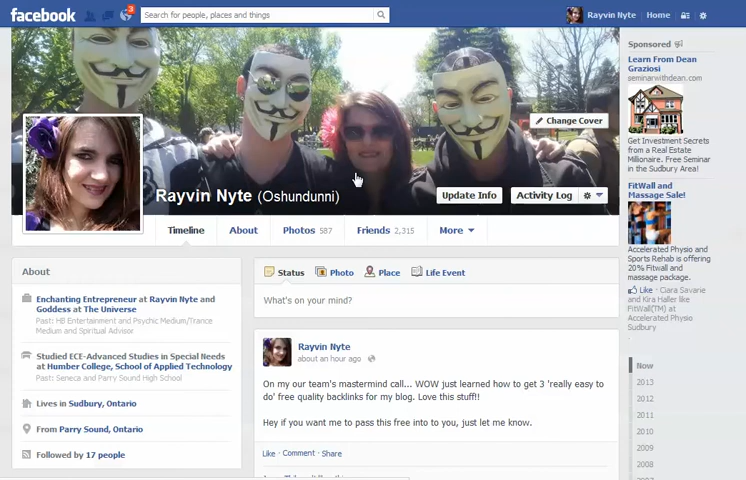 facebook
3
Search for people, places and things
Rayvin Nyte
Home
Change Cover
Rayvin Nyte (Oshundunni)
Update Info
Activity Log
Timeline
About
Photos 587
Friends 2,315
More
About
Enchanting Entrepreneur at Rayvin Nyte and
Goddess at The Universe
Past: HB Entertainment and Psychic Medium/Trance
Medium and Spiritual Advisor
Studied ECE-Advanced Studies in Special Needs
at Humber College, School of Applied Technology
Past: Seneca and Parry Sound High School
Lives in Sudbury, Ontario
From Parry Sound, Ontario
Followed by 17 people
Status
Photo
Place
Life Event
What's on your mind?
Rayvin Nyte
about an hour ago
On my our team's mastermind call... WOW just learned how to get 3 'really easy to
do' free quality backlinks for my blog. Love this stuff!!
Hey if you want me to pass this free into to you, just let me know.
Like · Comment · Share
Sponsored
Learn From Dean
Graziosi
seminarwithdean.com
Get Investment Secrets
from a Real Estate
Millionaire. Free Seminar
in the Sudbury Area!
FitWall and
Massage Sale!
Accelerated Physio and
Sports Rehab is offering
20% Fitwall and
massage package.
Like · Ciara Savarie
and Kira Haller like
FitWall(TM) at
Accelerated Physio
Sudbury
Now
2013
2012
2011
2010
2009
2008
2007